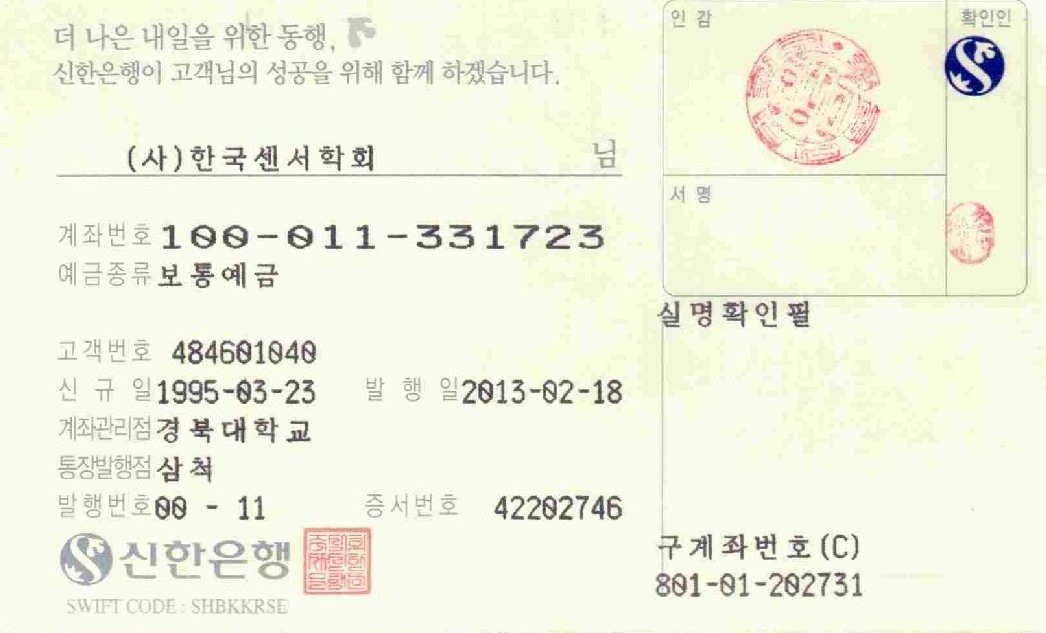 더 나은 내일을 위한 동행,
신한은행이 고객님의 성공을 위해 함께 하겠습니다.
(사)한국센서학회 님
계좌번호 100-011-331723
예금종류 보통예금
고객번호 484601040
신규일 1995-03-23 발행일 2013-02-18
계좌관리점 경북대학교
통장발행점 삼척
발행번호 00 - 11 증서번호 42202746
신한은행
SWIFT CODE : SHBKKRSE
인감 확인인
서명
실명확인필
구계좌번호(C)
801-01-202731